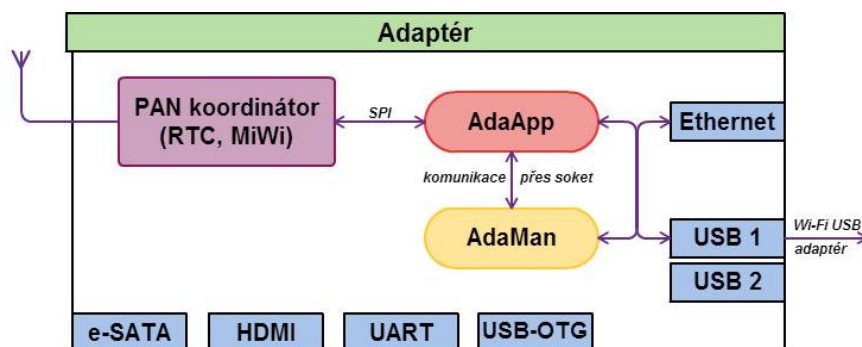 Adaptér
PAN koordinátor
(RTC, MiWi)
SPI
AdaApp
Ethernet
komunikace přes soket
AdaMan
USB 1
Wi-Fi USB
adaptér
USB 2
e-SATA
HDMI
UART
USB-OTG